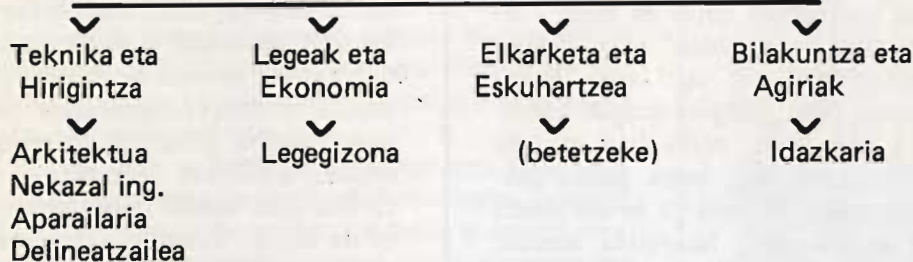 Teknika eta
Hirigintza
Arkitektua
Nekazal ing.
Aparailaria
Delineatzailea
Legeak eta
Ekonomia
Legegizona
Elkarketa eta
Eskuhartzea
(betetzeke)
Bilakuntza eta
Agiriak
Idazkaria